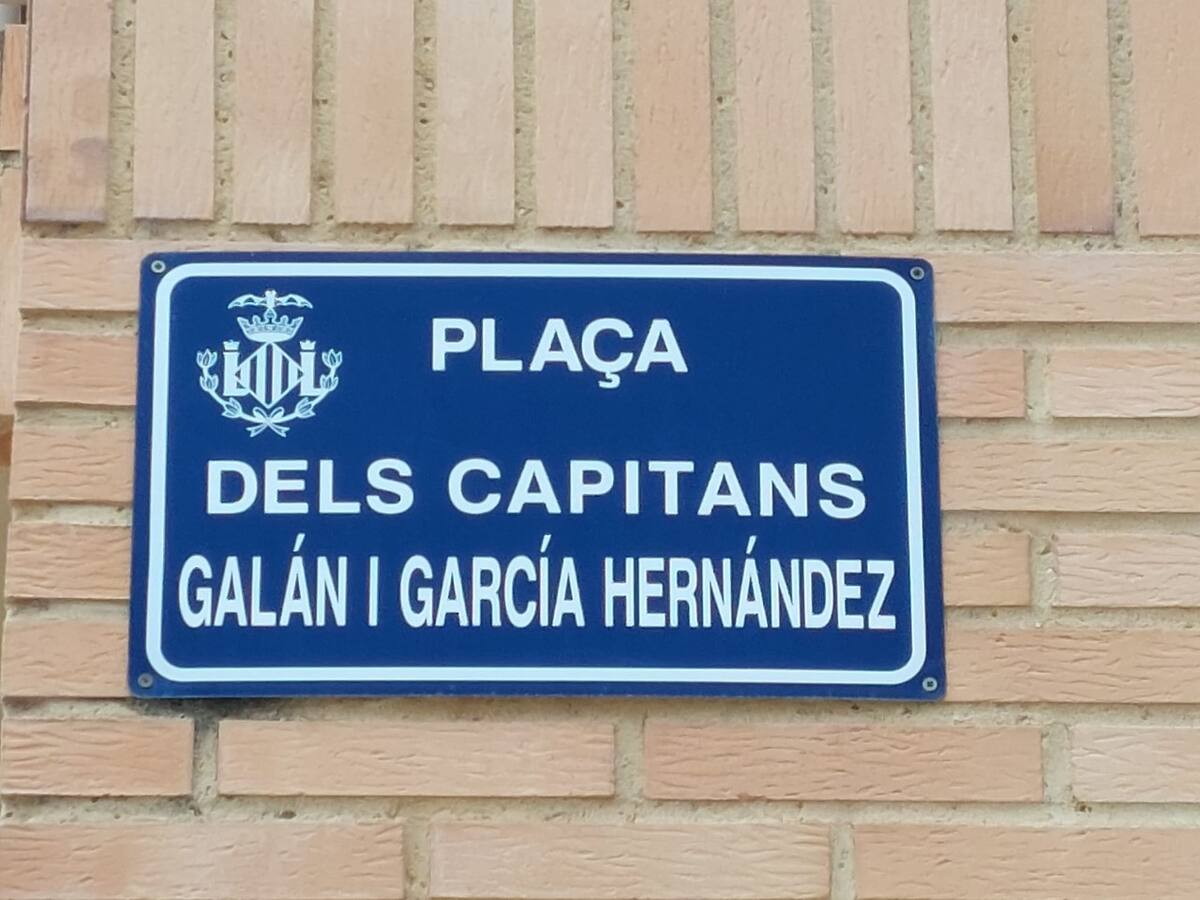 PLAÇA
DELS CAPITANS
GALÁN I GARCÍA HERNÁNDEZ